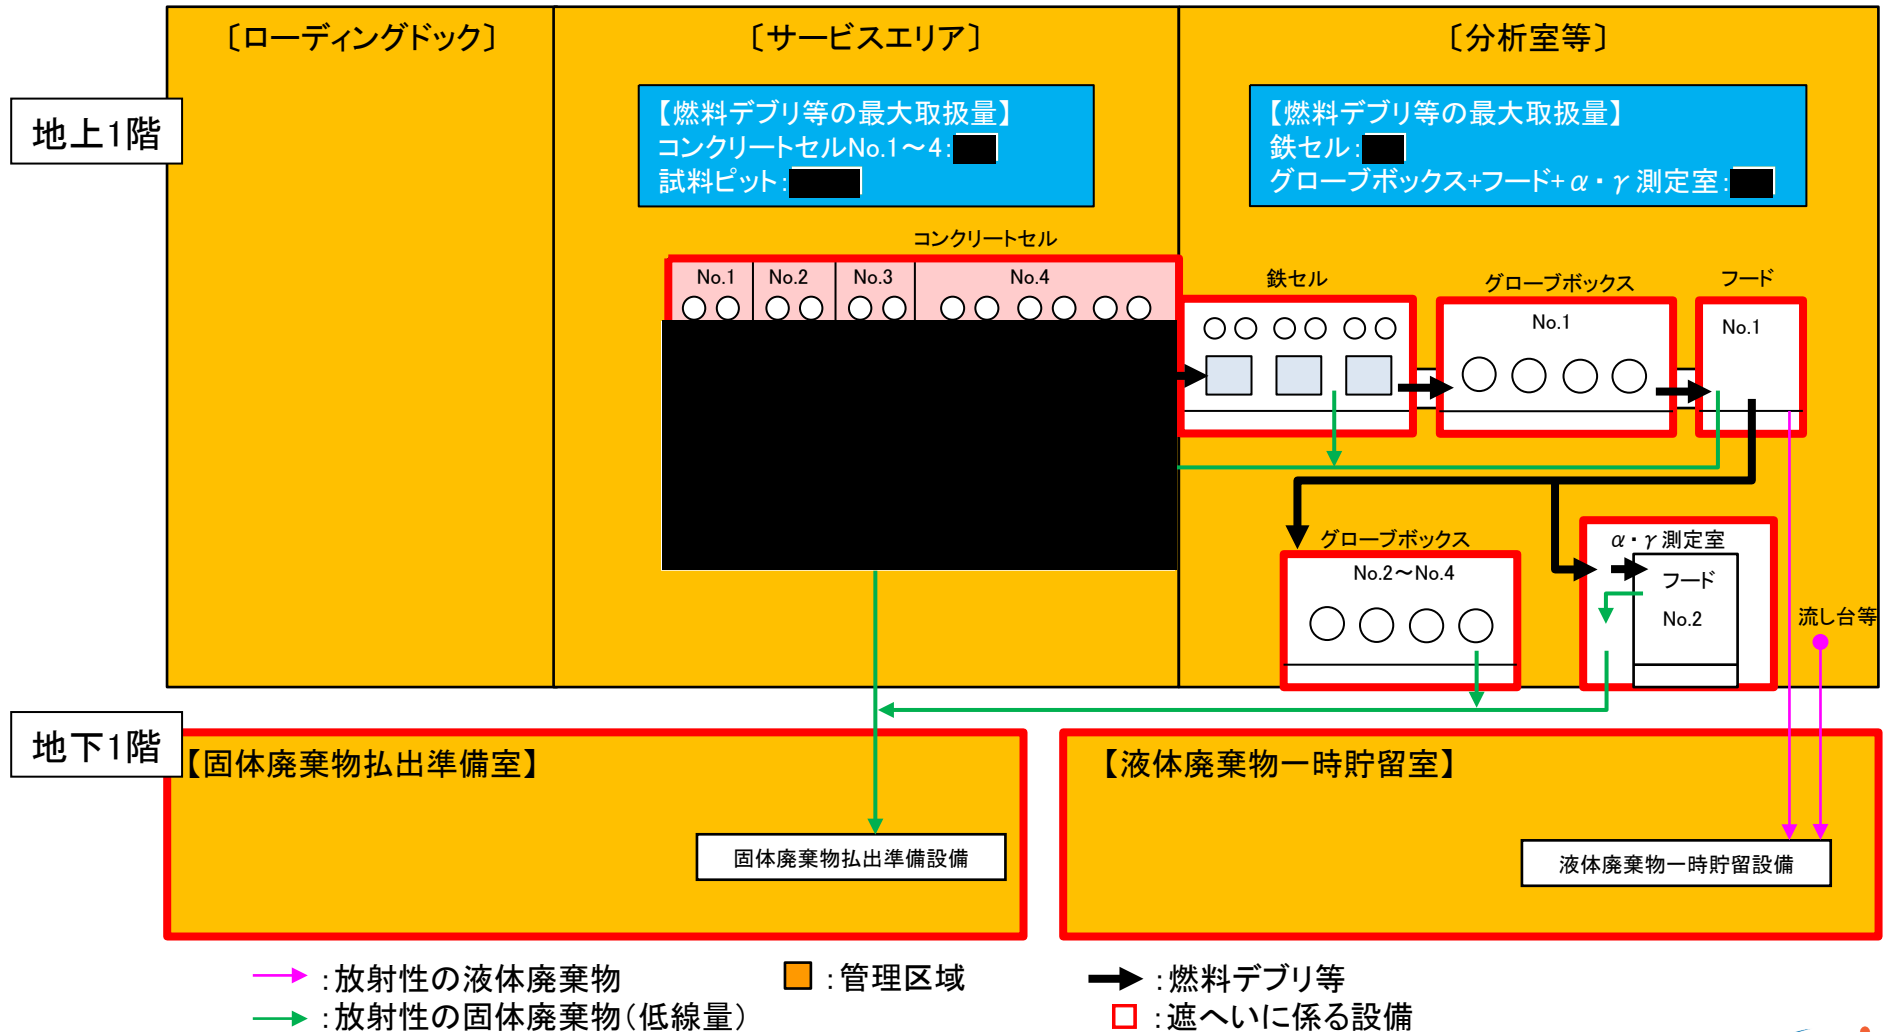 〔ローディングドック〕
〔サービスエリア〕
〔分析室等〕
地上1階
【燃料デブリ等の最大取扱量】
コンクリートセルNo.1～4:
試料ピット:
【燃料デブリ等の最大取扱量】
鉄セル:
グローブボックス+フード+α・γ測定室:
コンクリートセル
No.1
No.2
No.3
No.4
鉄セル
グローブボックス
No.1
フード
No.1
グローブボックス
No.2～No.4
α・γ測定室
フード
No.2
流し台等
地下1階
【固体廃棄物払出準備室】
固体廃棄物払出準備設備
【液体廃棄物一時貯留室】
液体廃棄物一時貯留設備
:放射性の液体廃棄物
:管理区域
:燃料デブリ等
:放射性の固体廃棄物(低線量)
:遮へいに係る設備